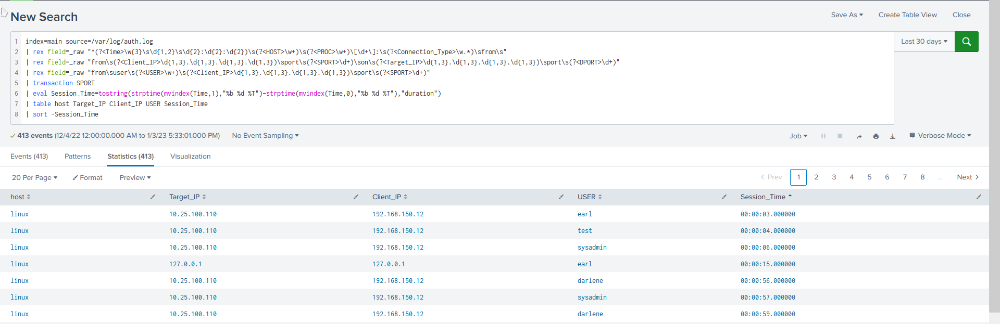 New Search
Save As Create Table View Close
1 index=main source=/var/log/auth.log
2 | rex field=_raw "^(?<Time>\w{3}\s\d{1,2}\s\d{2}:\d{2}:\d{2})\s(?<HOST>\w+)\s(?<PROC>\w+)\[\d+\]:\s(?<Connection_Type>\w.*)\sfrom\s"
3 | rex field=_raw "from\s(?<Client_IP>\d{1,3}.\d{1,3}.\d{1,3}.\d{1,3})\sport\s(?<SPORT>\d+)\son\s(?<Target_IP>\d{1,3}.\d{1,3}.\d{1,3}.\d{1,3})\sport\s(?<DPORT>\d+)"
4 | rex field=_raw "from\suser\s(?<USER>\w+)\s(?<Client_IP>\d{1,3}.\d{1,3}.\d{1,3}.\d{1,3})\sport\s(?<SPORT>\d+)"
5 | transaction SPORT
6 | eval Session_Time=tostring(strptime(mvindex(Time,1),"%b %d %T")-strptime(mvindex(Time,0),"%b %d %T"),"duration")
7 | table host Target_IP Client_IP USER Session_Time
8 | sort -Session_Time
Last 30 days
413 events (12/4/22 12:00:00.000 AM to 1/3/23 5:33:01.000 PM) No Event Sampling
Job Verbose Mode
Events (413) Patterns Statistics (413) Visualization
20 Per Page Format Preview
< Prev 1 2 3 4 5 6 7 8 ... Next >
host Target_IP Client_IP USER Session_Time
linux 10.25.100.110 192.168.150.12 earl 00:00:03.000000
linux 10.25.100.110 192.168.150.12 test 00:00:04.000000
linux 10.25.100.110 192.168.150.12 sysadmin 00:00:06.000000
linux 127.0.0.1 127.0.0.1 earl 00:00:15.000000
linux 10.25.100.110 192.168.150.12 darlene 00:00:56.000000
linux 10.25.100.110 192.168.150.12 sysadmin 00:00:57.000000
linux 10.25.100.110 192.168.150.12 darlene 00:00:59.000000